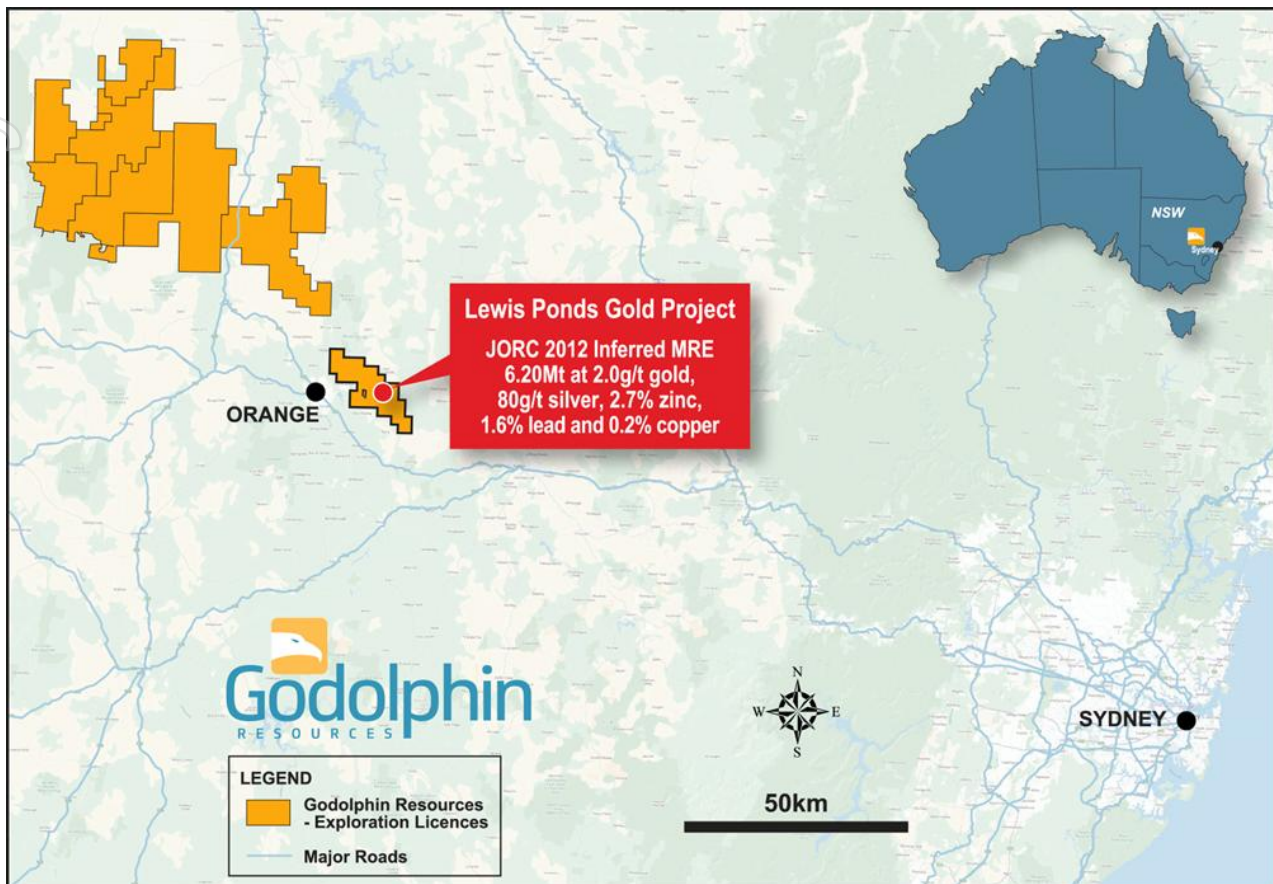 NSW
Sydney
Lewis Ponds Gold Project
JORC 2012 Inferred MRE
6.20Mt at 2.0g/t gold,
80g/t silver, 2.7% zinc,
1.6% lead and 0.2% copper
ORANGE
Godolphin
RESOURCES
N
W E
S
SYDNEY
LEGEND
Godolphin Resources
- Exploration Licences
Major Roads
50km